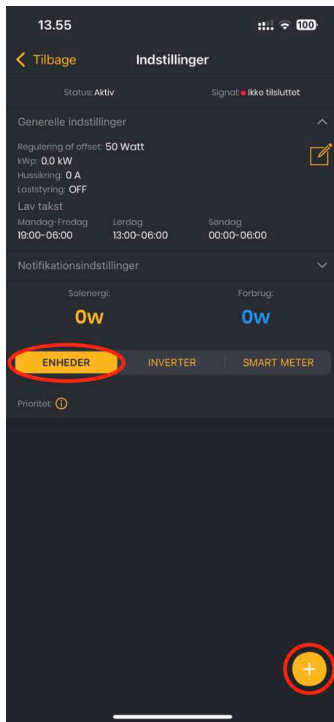 13.55
100
Tilbage
Indstillinger
Status: Aktiv
Signal: Ikke tilsluttet
Generelle indstillinger
Regulering af offset: 50 Watt
kWp: 0.0 kW
Hussikring: 0 A
Laststyring: OFF
Lav takst
Mandag-Fredag Lørdag Søndag
19:00-06:00 13:00-06:00 00:00-06:00
Notifikationsindstillinger
Solenergi: Forbrug:
0w 0w
ENHEDER INVERTER SMART METER
Prioritet:
+